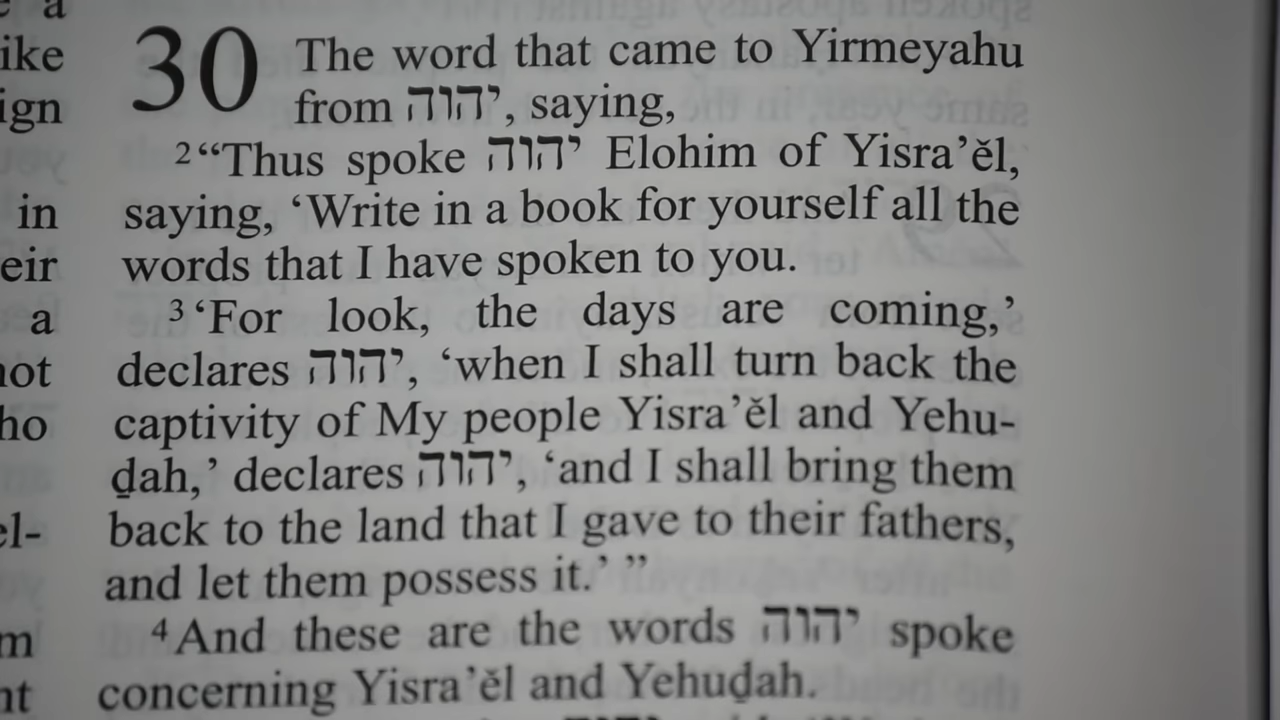 30 The word that came to Yirmeyahu
from יהוה, saying,
2 “Thus spoke יהוה Elohim of Yisra’ĕl,
saying, ‘Write in a book for yourself all the
words that I have spoken to you.
3 ‘For look, the days are coming,’
declares יהוה, ‘when I shall turn back the
captivity of My people Yisra’ĕl and Yehu-
ḏah,’ declares יהוה, ‘and I shall bring them
back to the land that I gave to their fathers,
and let them possess it.’ ”
4 And these are the words יהוה spoke
concerning Yisra’ĕl and Yehuḏah.